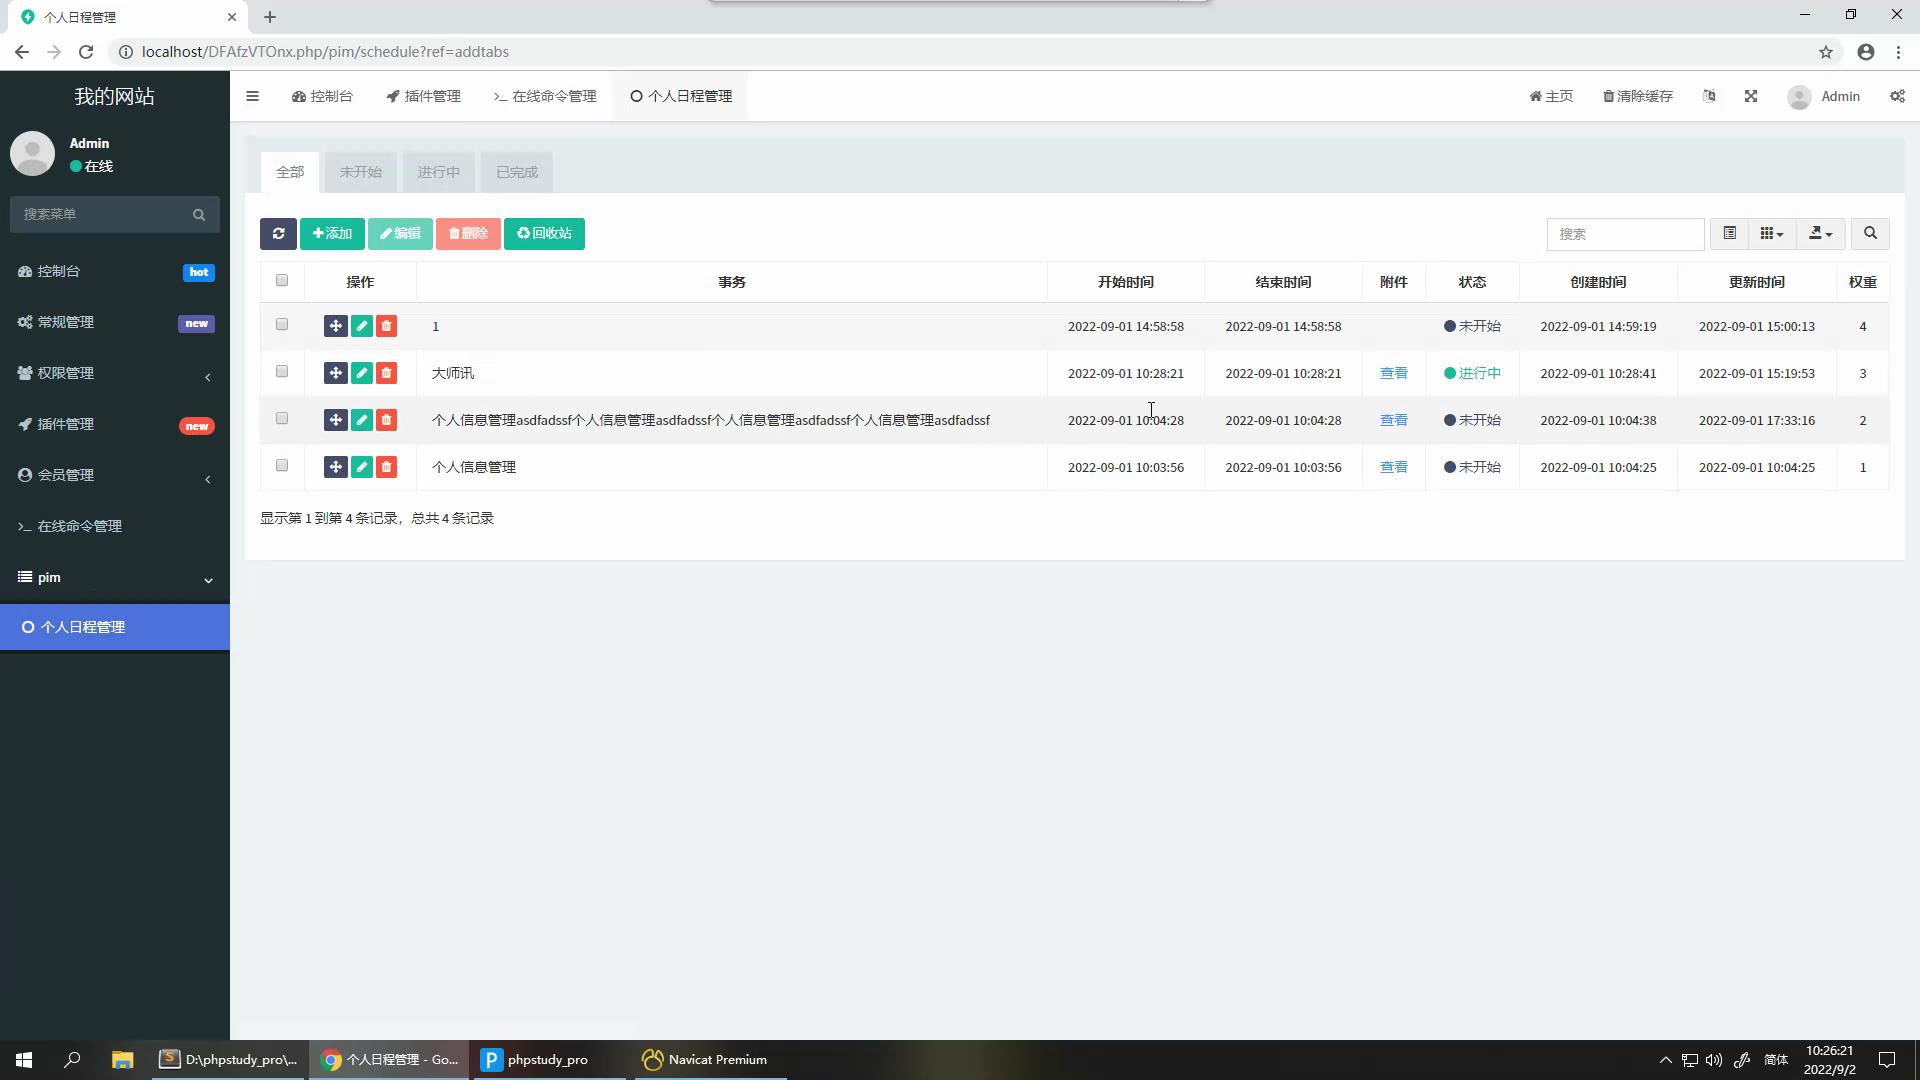 个人日程管理
localhost/DFAfzVTOnx.php/pim/schedule?ref=addtabs
我的网站
控制台
插件管理
>_ 在线命令管理
个人日程管理
主页
清除缓存
Admin
Admin
在线
搜索菜单
控制台 hot
常规管理 new
权限管理
插件管理 new
会员管理
>_ 在线命令管理
pim
个人日程管理
全部 未开始 进行中 已完成
添加 编辑 删除 回收站
搜索
操作 事务 开始时间 结束时间 附件 状态 创建时间 更新时间 权重
1 2022-09-01 14:58:58 2022-09-01 14:58:58 未开始 2022-09-01 14:59:19 2022-09-01 15:00:13 4
大师讯 2022-09-01 10:28:21 2022-09-01 10:28:21 查看 进行中 2022-09-01 10:28:41 2022-09-01 15:19:53 3
个人信息管理asdfadssf个人信息管理asdfadssf个人信息管理asdfadssf个人信息管理asdfadssf 2022-09-01 10:04:28 2022-09-01 10:04:28 查看 未开始 2022-09-01 10:04:38 2022-09-01 17:33:16 2
个人信息管理 2022-09-01 10:03:56 2022-09-01 10:03:56 查看 未开始 2022-09-01 10:04:25 2022-09-01 10:04:25 1
显示第 1 到第 4 条记录，总共 4 条记录
D:\phpstudy_pro\...
个人日程管理 - Go...
phpstudy_pro
Navicat Premium
简体
10:26:21
2022/9/2